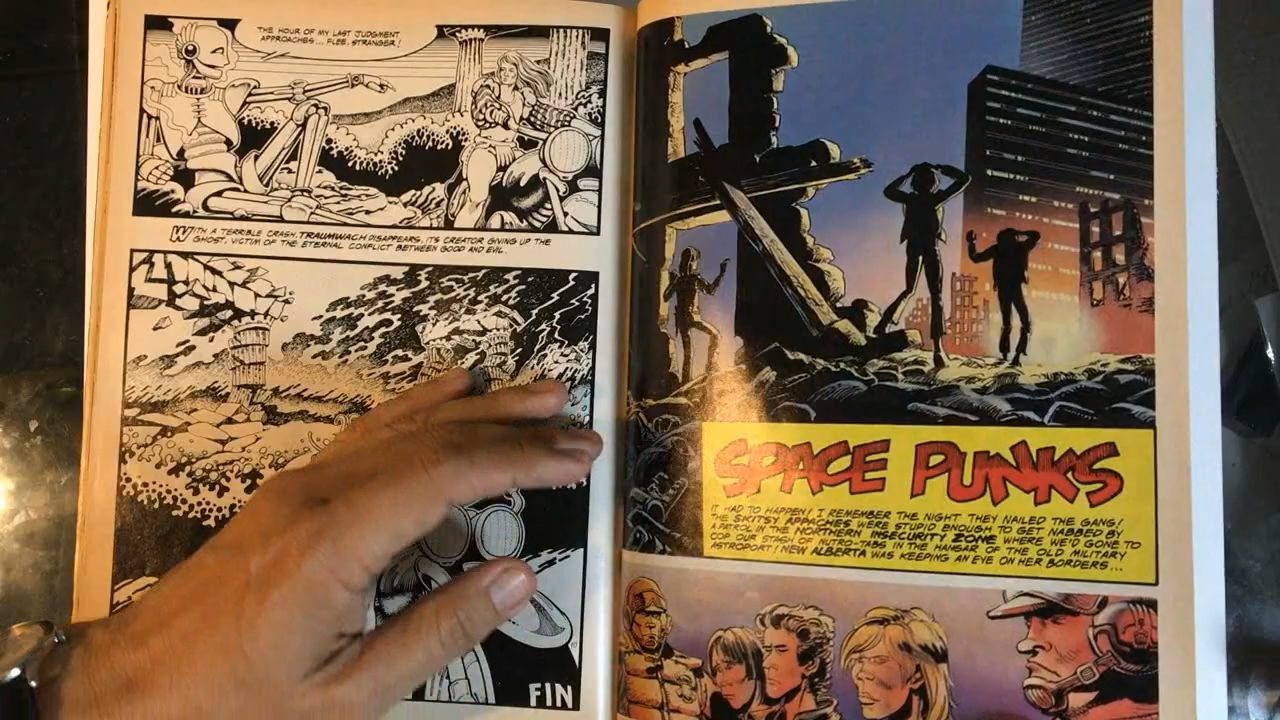 THE HOUR OF MY LAST JUDGMENT
APPROACHES... FLEE, STRANGER!
WITH A TERRIBLE CRASH, TRAUMWACH DISAPPEARS, IT'S CREATOR GIVING UP THE
GHOST, VICTIM OF THE ETERNAL CONFLICT BETWEEN GOOD AND EVIL.
FIN
SPACE PUNKS
IT HAD TO HAPPEN! I REMEMBER THE NIGHT THEY NAILED THE GANG!
THE SKITSY APPACHES WERE STUPID ENOUGH TO GET NABBED BY
A PATROL IN THE NORTHERN INSECURITY ZONE WHERE WE'D GONE TO
COP OUR STASH OF NUTRO-TABS IN THE HANGAR OF THE OLD MILITARY
ASTROPORT! NEW ALBERTA WAS KEEPING AN EYE ON HER BORDERS...